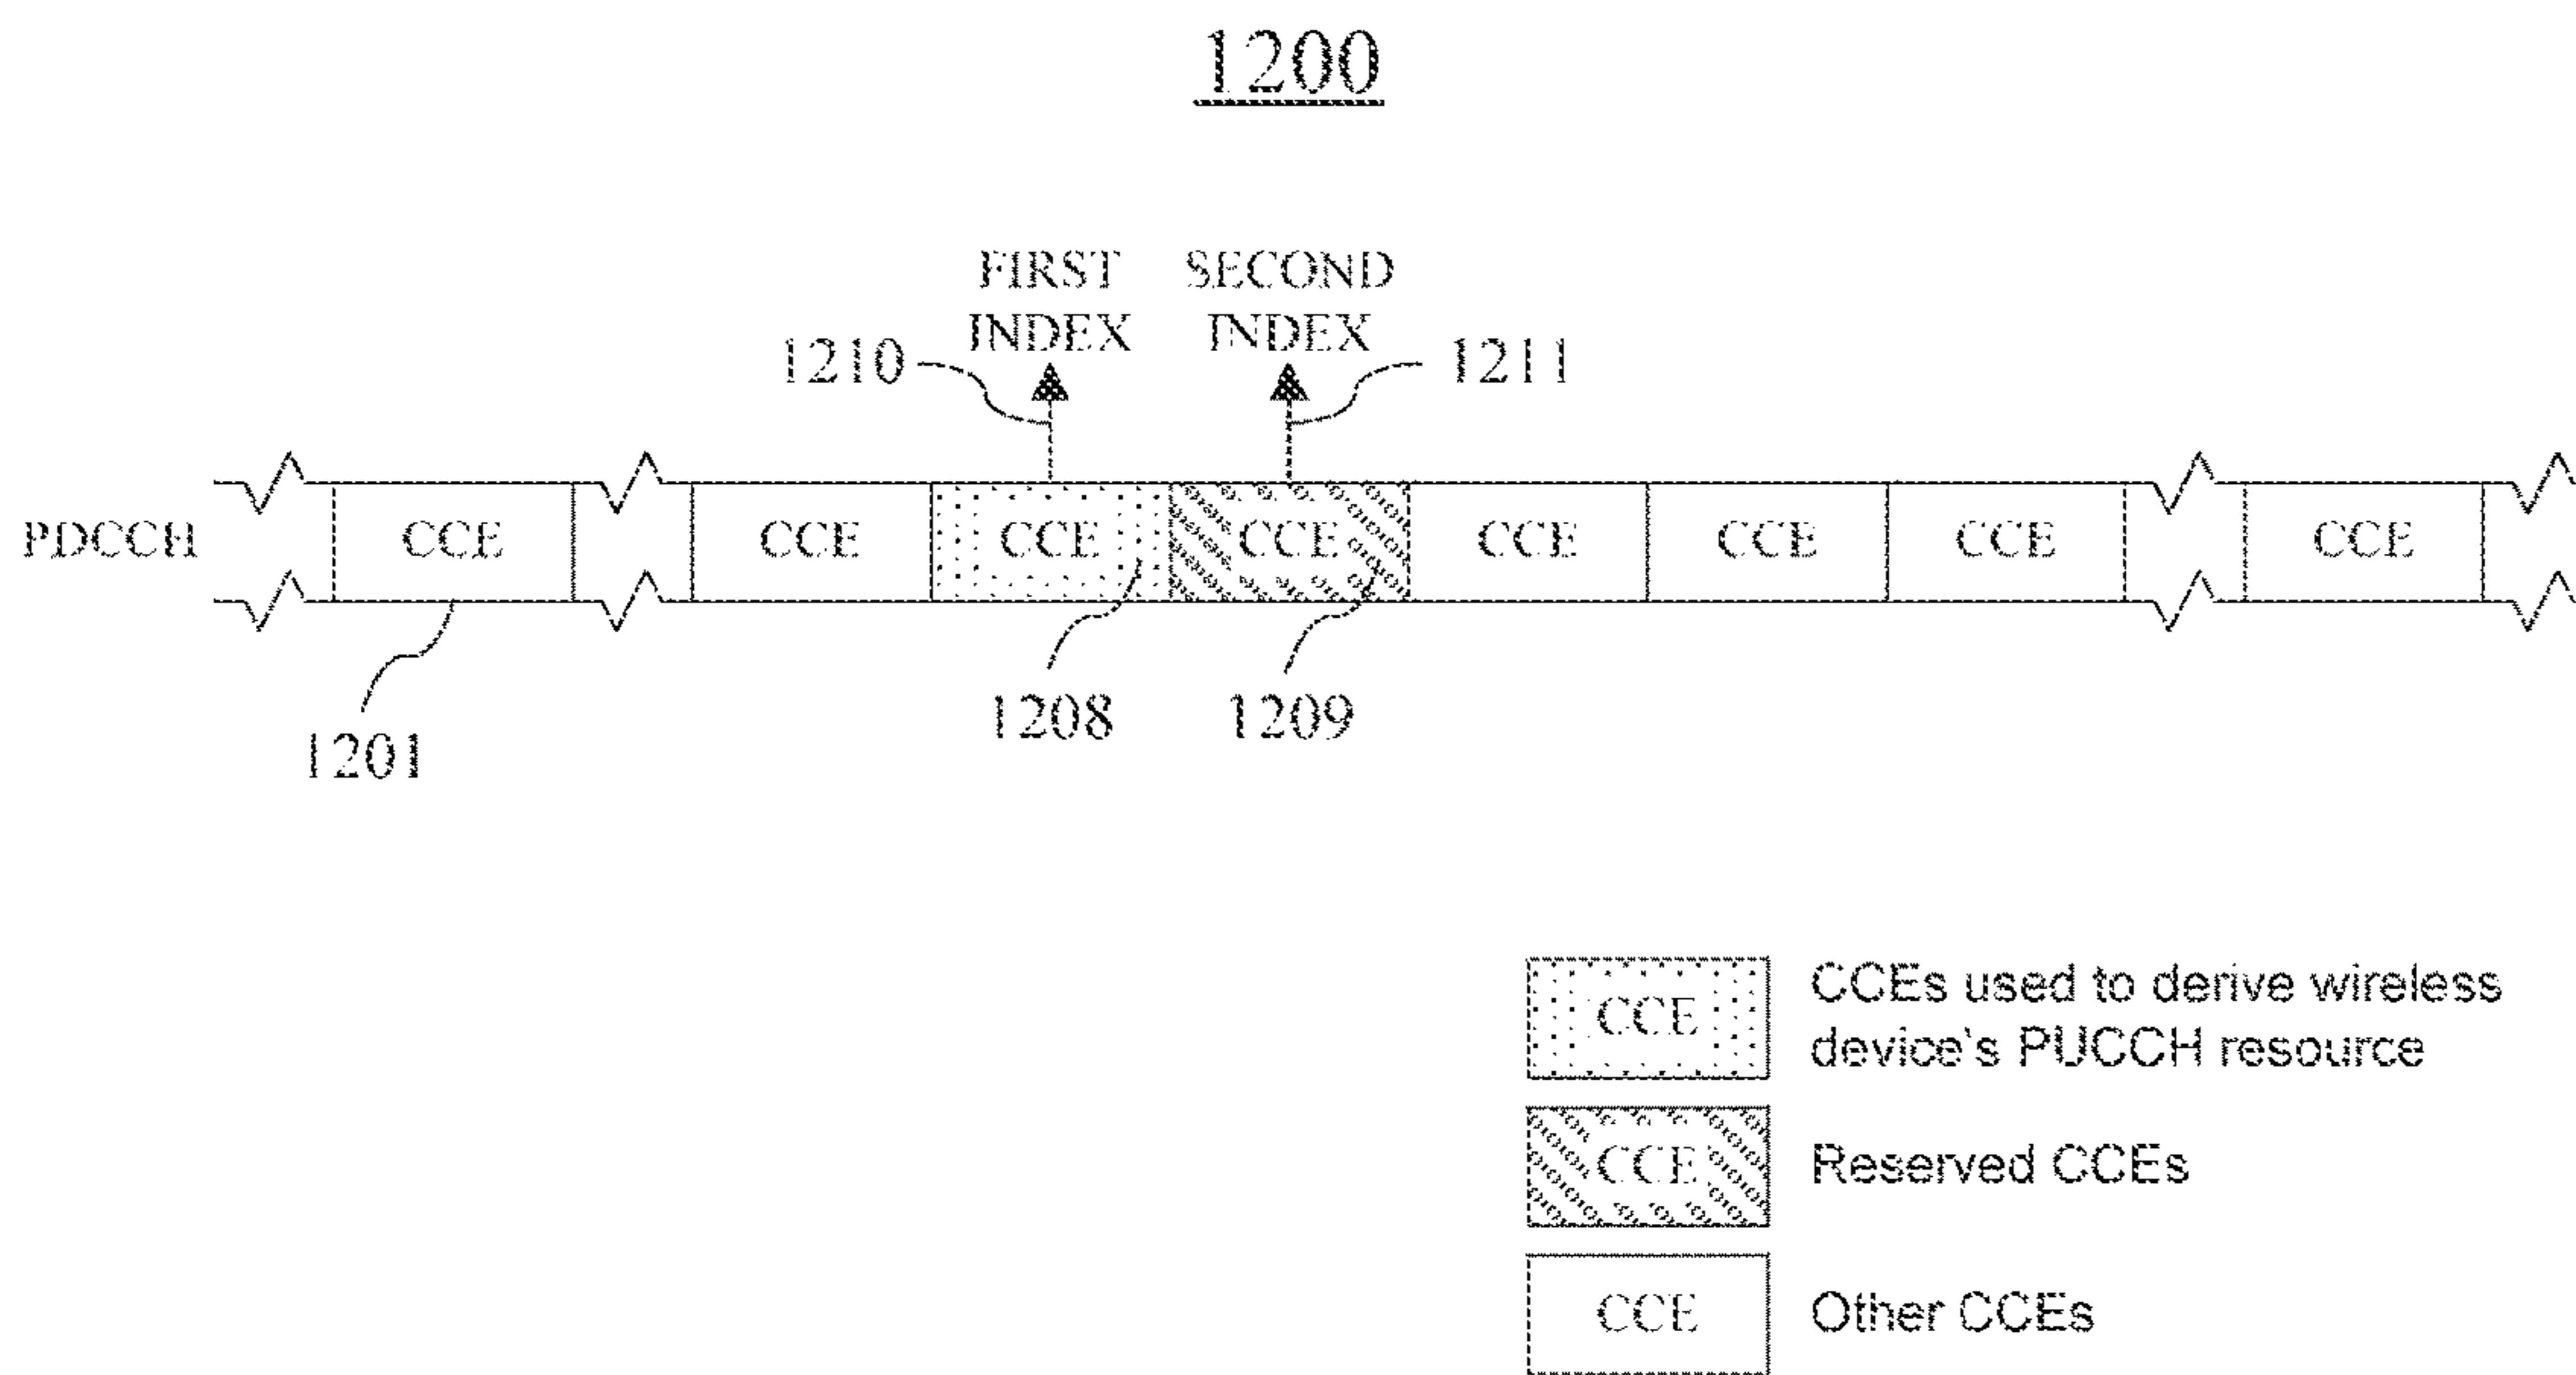 1200
FIRST SECOND
INDEX INDEX
1210 1211
PDCCH CCE CCE CCE CCE CCE CCE CCE CCE
1208 1209
1201
CCE CCEs used to derive wireless
device's PUCCH resource
CCE Reserved CCEs
CCE Other CCEs